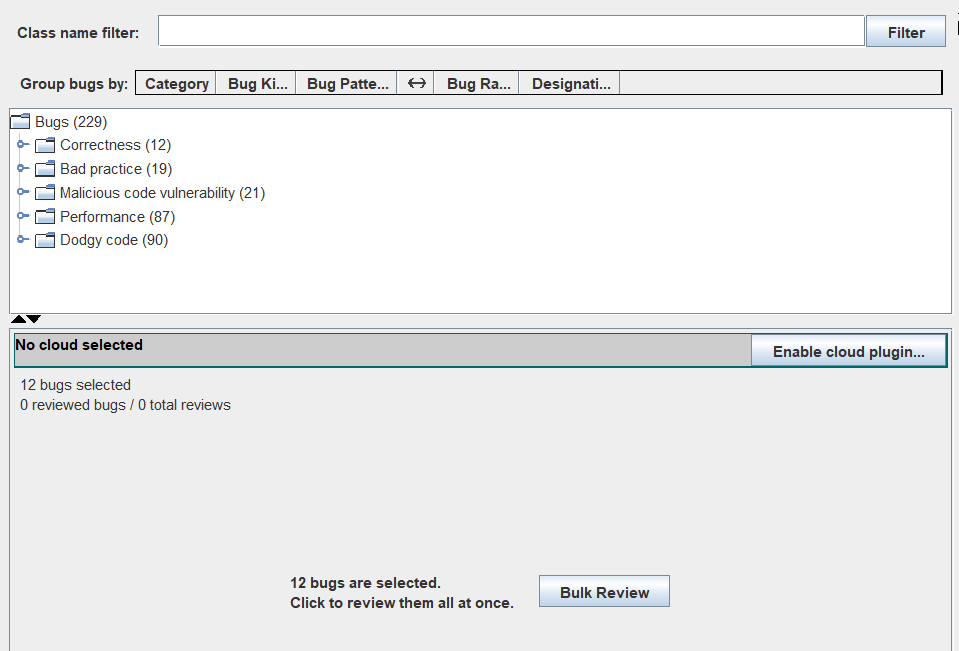 Class name filter: Filter
Group bugs by: Category Bug Ki... Bug Patte... Bug Ra... Designati...
Bugs (229)
Correctness (12)
Bad practice (19)
Malicious code vulnerability (21)
Performance (87)
Dodgy code (90)
No cloud selected Enable cloud plugin...
12 bugs selected
0 reviewed bugs / 0 total reviews
12 bugs are selected.
Click to review them all at once.
Bulk Review